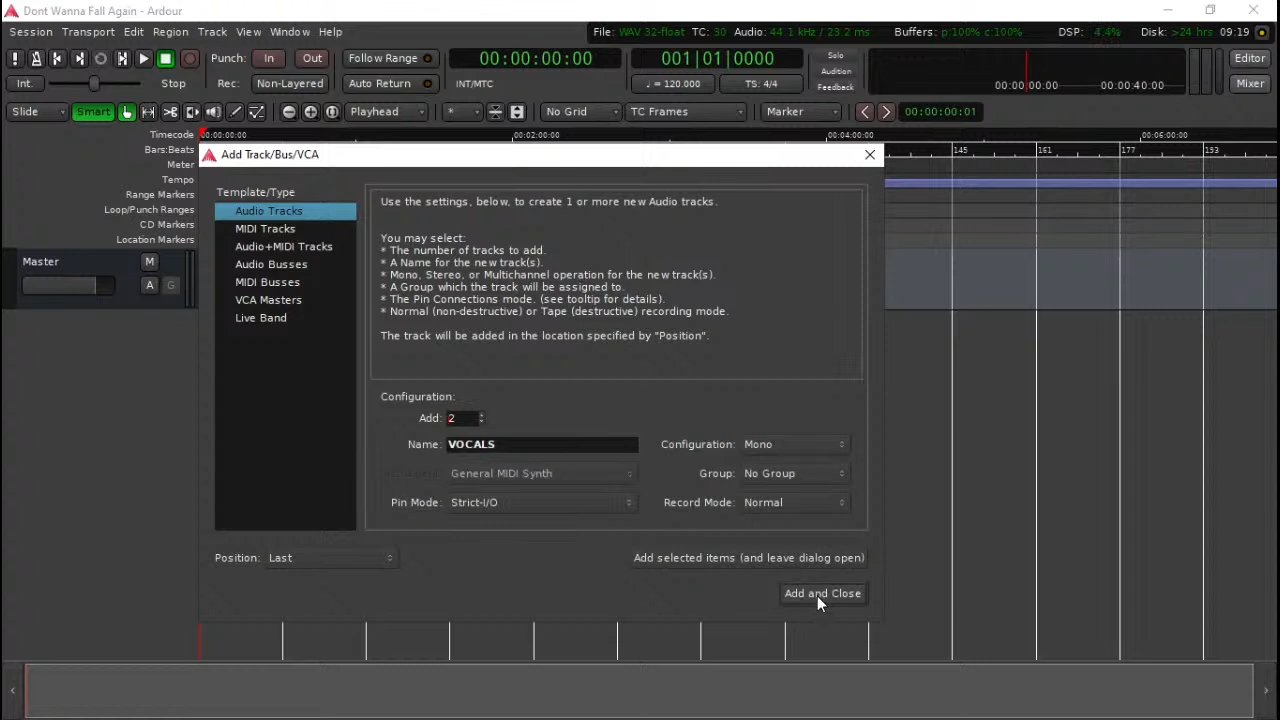 Dont Wanna Fall Again - Ardour
Session Transport Edit Region Track View Window Help
File: WAV 32-float TC: 30 Audio: 44.1 kHz / 23.2 ms Buffers: p:100% c:100% DSP: 4.4% Disk: >24 hrs 09:19
Punch: In Out Follow Range 00:00:00:00 001|01|0000 Solo Editor
Int. Stop Rec: Non-Layered Auto Return INT/MTC ♩ = 120.000 TS: 4/4 Audition Feedback 00:00:00:00 00:00:40:00 Mixer
Slide Smart Playhead * No Grid TC Frames Marker 00:00:00:01
Timecode 00:00:00:00 00:02:00:00 00:04:00:00 00:06:00:00
Bars:Beats 145 161 177 193
Meter
Tempo
Range Markers
Loop/Punch Ranges
CD Markers
Location Markers
Master M
A G
Add Track/Bus/VCA
Template/Type
Audio Tracks
MIDI Tracks
Audio+MIDI Tracks
Audio Busses
MIDI Busses
VCA Masters
Live Band
Use the settings, below, to create 1 or more new Audio tracks.
You may select:
* The number of tracks to add.
* A Name for the new track(s).
* Mono, Stereo, or Multichannel operation for the new track(s).
* A Group which the track will be assigned to.
* The Pin Connections mode. (see tooltip for details).
* Normal (non-destructive) or Tape (destructive) recording mode.
The track will be added in the location specified by "Position".
Configuration:
Add: 2
Name: VOCALS Configuration: Mono
General MIDI Synth Group: No Group
Pin Mode: Strict-I/O Record Mode: Normal
Position: Last Add selected items (and leave dialog open)
Add and Close